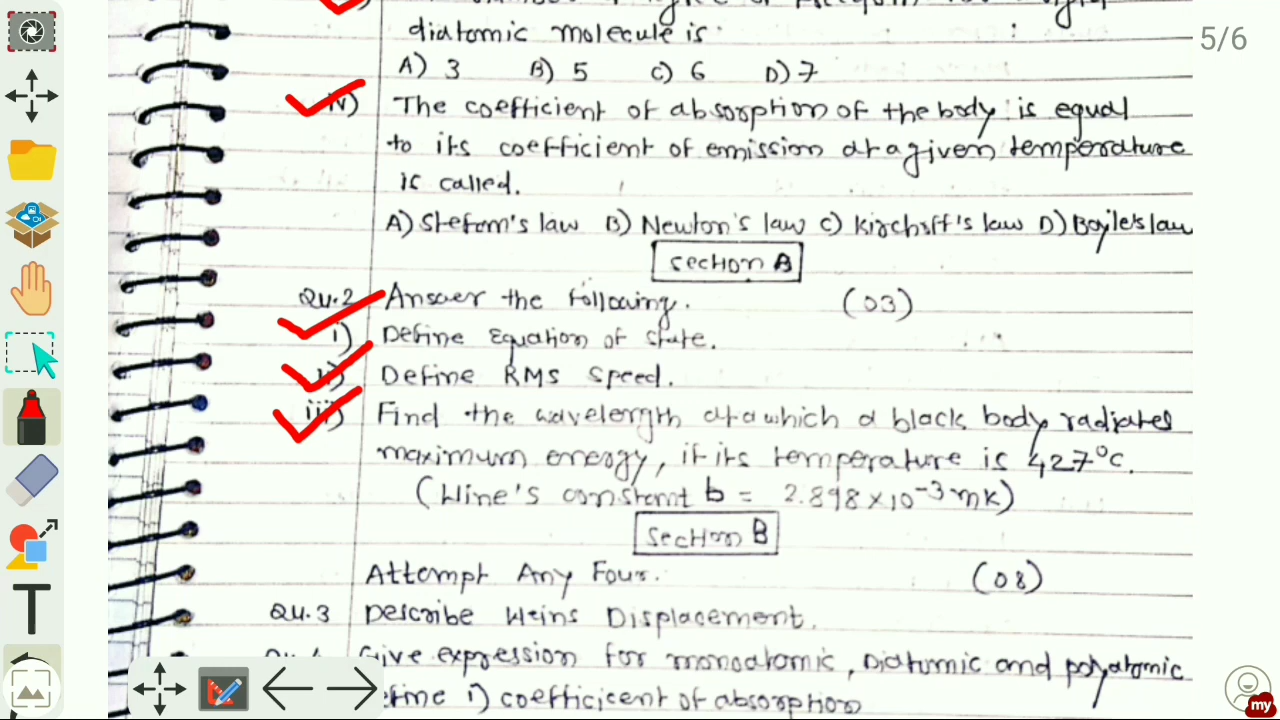 5/6
diatomic molecule is
A) 3 B) 5 C) 6 D) 7
iv) The coefficient of absorption of the body is equal
to its coefficient of emission at a given temperature
is called.
A) Stefan's law B) Newton's law C) Kirchoff's law D) Boyle's law
section A
Qu.2 Answer the following. (03)
i) Define Equation of state.
ii) Define RMS speed.
iii) Find the wavelength at a which a black body radiates
maximum energy, if its temperature is 427°C.
(Wine's constant b = 2.898 × 10⁻³ mK)
section B
Attempt Any Four. (08)
Qu.3 Describe Weins Displacement.
Give expression for monoatomic, Diatomic and polyatomic
efine i) coefficicent of absorption
T
my